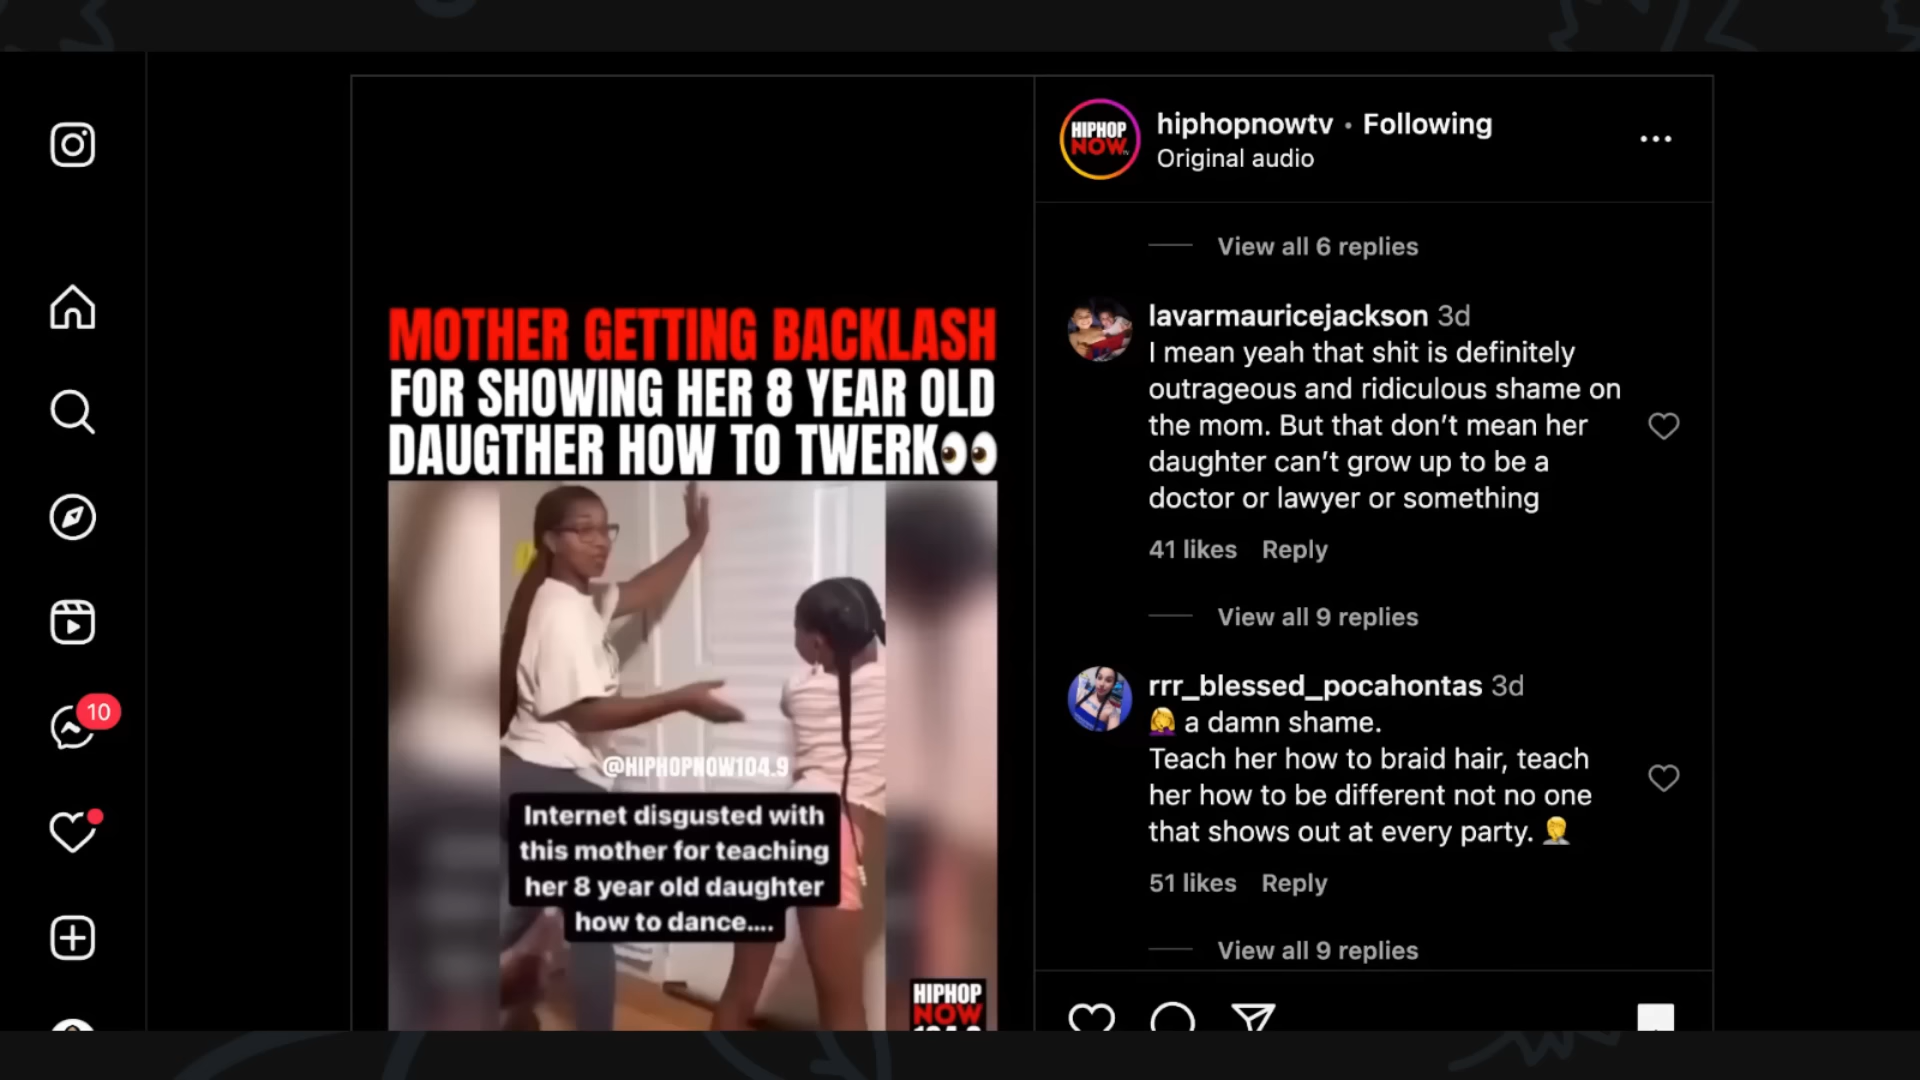 HIPHOP
NOW
hiphopnowtv • Following
Original audio
MOTHER GETTING BACKLASH
FOR SHOWING HER 8 YEAR OLD
DAUGTHER HOW TO TWERK👀
@HIPHOPNOW104.9
Internet disgusted with
this mother for teaching
her 8 year old daughter
how to dance....
HIPHOP
NOW
View all 6 replies
lavarmauricejackson 3d
I mean yeah that shit is definitely
outrageous and ridiculous shame on
the mom. But that don’t mean her
daughter can’t grow up to be a
doctor or lawyer or something
41 likes Reply
View all 9 replies
rrr_blessed_pocahontas 3d
🤦‍♀️ a damn shame.
Teach her how to braid hair, teach
her how to be different not no one
that shows out at every party. 🤦
51 likes Reply
View all 9 replies
10